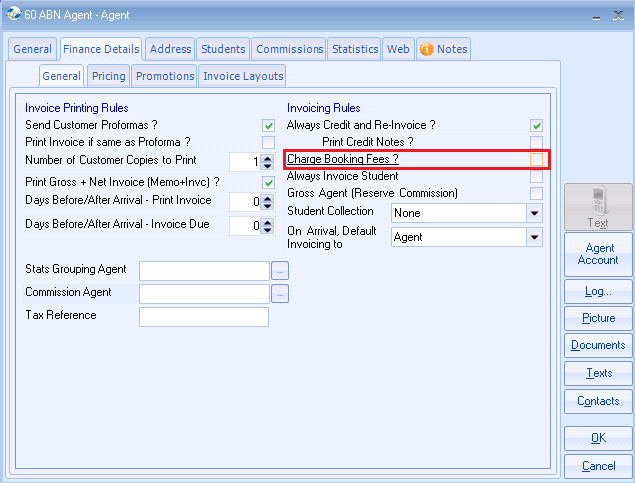 60 ABN Agent - Agent
General Finance Details Address Students Commissions Statistics Web Notes
General Pricing Promotions Invoice Layouts
Invoice Printing Rules
Send Customer Proformas ?
Print Invoice if same as Proforma ?
Number of Customer Copies to Print 1
Print Gross + Net Invoice (Memo+Invc) ?
Days Before/After Arrival - Print Invoice 0
Days Before/After Arrival - Invoice Due 0
Invoicing Rules
Always Credit and Re-Invoice ?
Print Credit Notes ?
Charge Booking Fees ?
Always Invoice Student
Gross Agent (Reserve Commission)
Student Collection None
On Arrival, Default
Invoicing to Agent
Stats Grouping Agent ...
Commission Agent ...
Tax Reference
Text
Agent
Account
Log...
Picture
Documents
Texts
Contacts
OK
Cancel